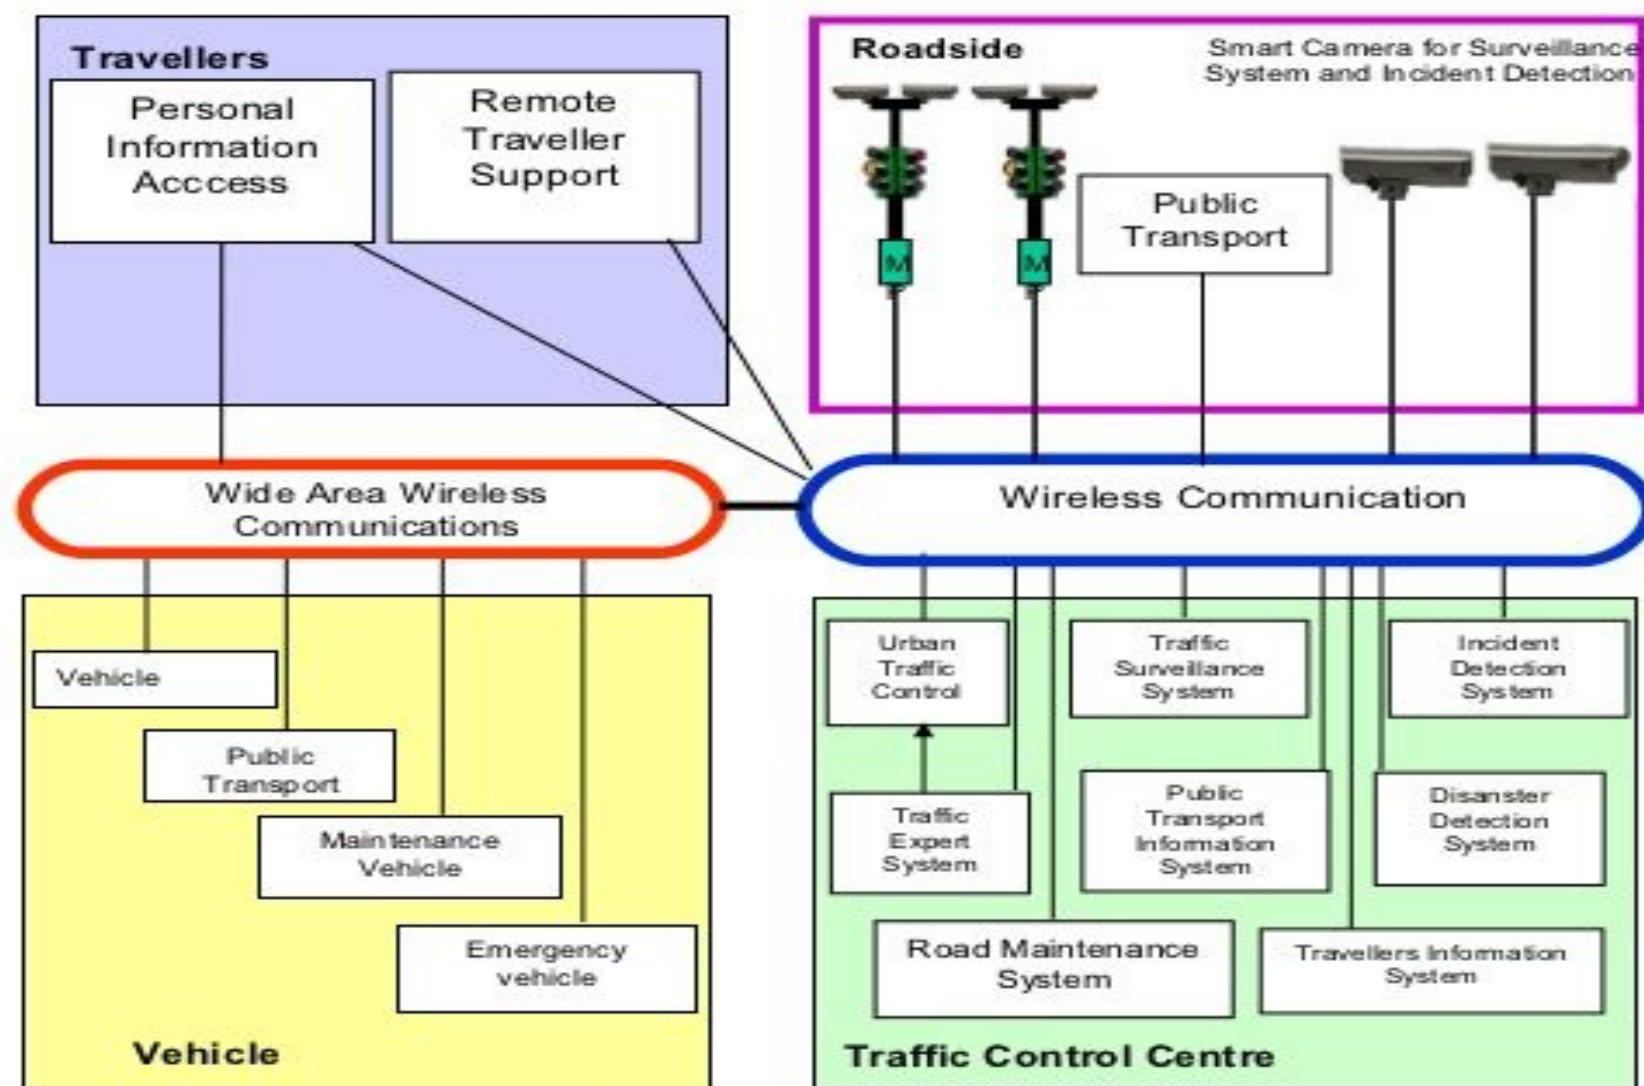 Travellers
Personal
Information
Acccess
Remote
Traveller
Support
Roadside
Smart Camera for Surveillance
System and Incident Detection
M
M
Public
Transport
Wide Area Wireless
Communications
Wireless Communication
Vehicle
Public
Transport
Maintenance
Vehicle
Emergency
vehicle
Vehicle
Urban
Traffic
Control
Traffic
Surveillance
System
Incident
Detection
System
Traffic
Expert
System
Public
Transport
Information
System
Disanster
Detection
System
Road Maintenance
System
Travellers Information
System
Traffic Control Centre